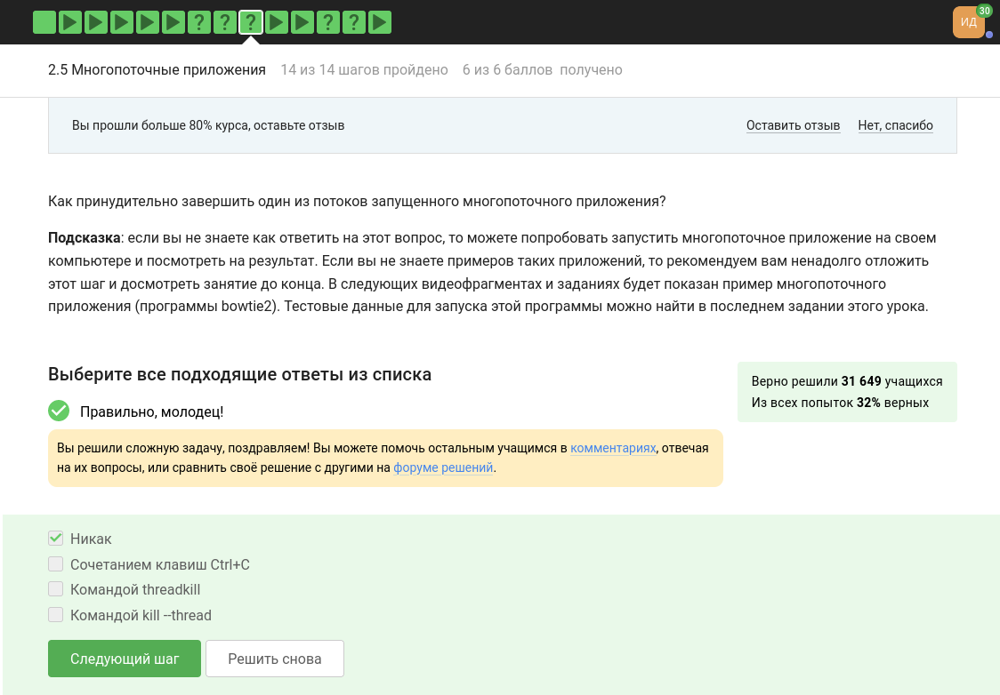 ? ? ? ? ?
ИД 30
2.5 Многопоточные приложения 14 из 14 шагов пройдено 6 из 6 баллов получено
Вы прошли больше 80% курса, оставьте отзыв Оставить отзыв Нет, спасибо
Как принудительно завершить один из потоков запущенного многопоточного приложения?
Подсказка: если вы не знаете как ответить на этот вопрос, то можете попробовать запустить многопоточное приложение на своем
компьютере и посмотреть на результат. Если вы не знаете примеров таких приложений, то рекомендуем вам ненадолго отложить
этот шаг и досмотреть занятие до конца. В следующих видеофрагментах и заданиях будет показан пример многопоточного
приложения (программы bowtie2). Тестовые данные для запуска этой программы можно найти в последнем задании этого урока.
Выберите все подходящие ответы из списка
Верно решили 31 649 учащихся
Из всех попыток 32% верных
Правильно, молодец!
Вы решили сложную задачу, поздравляем! Вы можете помочь остальным учащимся в комментариях, отвечая
на их вопросы, или сравнить своё решение с другими на форуме решений.
Никак
Сочетанием клавиш Ctrl+C
Командой threadkill
Командой kill --thread
Следующий шаг Решить снова